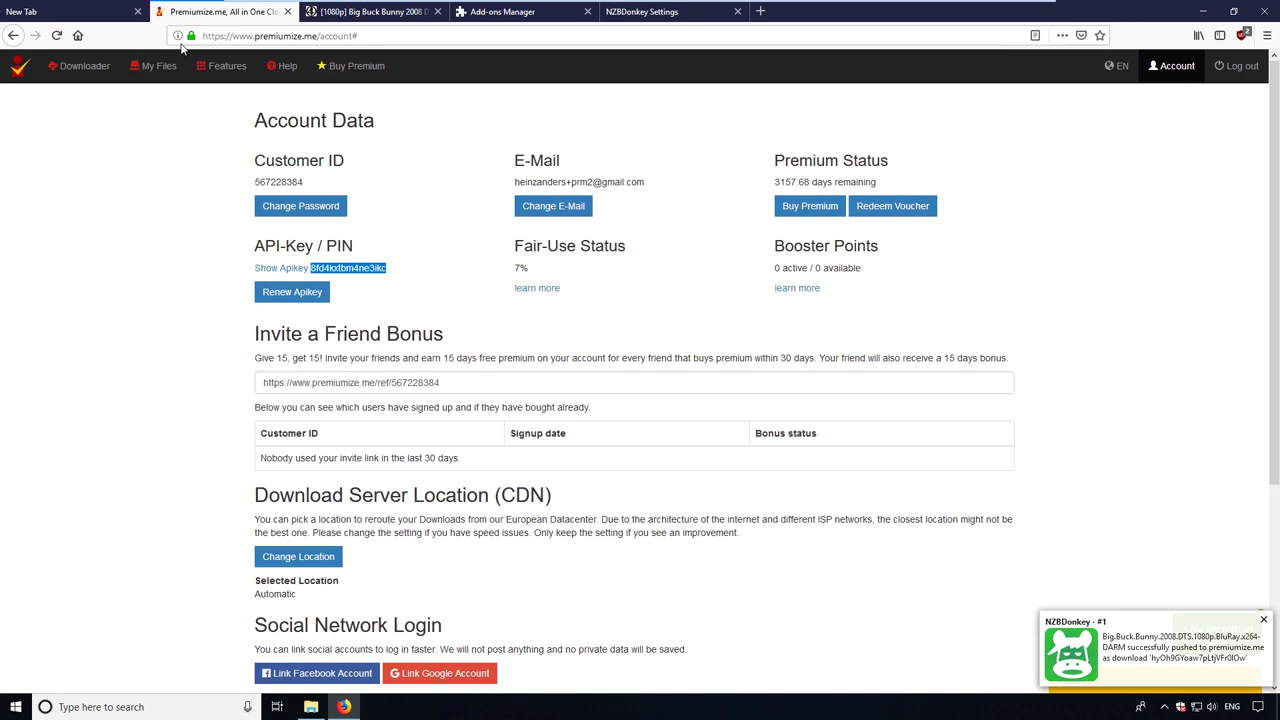 New Tab
Premiumize.me, All in One Clo
[1080p] Big Buck Bunny 2008 D
Add-ons Manager
NZBDonkey Settings
https://www.premiumize.me/account#
2
Downloader
My Files
Features
Help
Buy Premium
EN
Account
Log out
Account Data
Customer ID
E-Mail
Premium Status
567228384
heinzanders+prm2@gmail.com
3157.68 days remaining
Change Password
Change E-Mail
Buy Premium
Redeem Voucher
API-Key / PIN
Fair-Use Status
Booster Points
Show Apikey 8fd4kxtbm4ne3ikc
7%
0 active / 0 available
Renew Apikey
learn more
learn more
Invite a Friend Bonus
Give 15, get 15! Invite your friends and earn 15 days free premium on your account for every friend that buys premium within 30 days. Your friend will also receive a 15 days bonus.
https://www.premiumize.me/ref/567228384
Below you can see which users have signed up and if they have bought already.
Customer ID
Signup date
Bonus status
Nobody used your invite link in the last 30 days.
Download Server Location (CDN)
You can pick a location to reroute your Downloads from our European Datacenter. Due to the architecture of the internet and different ISP networks, the closest location might not be
the best one. Please change the setting if you have speed issues. Only keep the setting if you see an improvement.
Change Location
Selected Location
Automatic
Social Network Login
You can link social accounts to log in faster. We will not post anything and no private data will be saved.
Link Facebook Account
Link Google Account
NZBDonkey - #1
Big.Buck.Bunny.2008.DTS.1080p.BluRay.x264-
DARM successfully pushed to premiumize.me
as download 'hyOh9GYoaw7pLtjVFr0lOw'
Type here to search
ENG